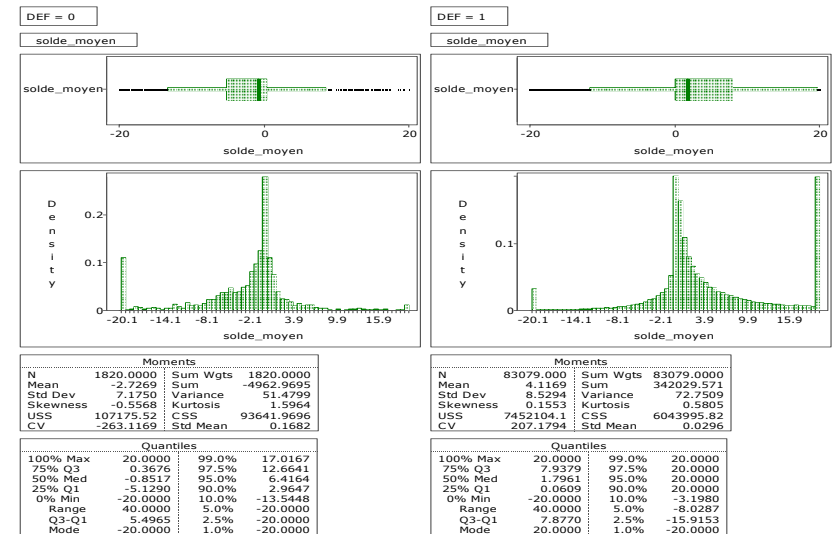 DEF = 0
solde_moyen
solde_moyen
-20 0 20
solde_moyen
Density
0.2
0.1
0
-20.1 -14.1 -8.1 -2.1 3.9 9.9 15.9
solde_moyen
Moments
N 1820.0000 Sum Wgts 1820.0000
Mean -2.7269 Sum -4962.9695
Std Dev 7.1750 Variance 51.4799
Skewness -0.5568 Kurtosis 1.5964
USS 107175.52 CSS 93641.9696
CV -263.1169 Std Mean 0.1682
Quantiles
100% Max 20.0000 99.0% 17.0167
75% Q3 0.3676 97.5% 12.6641
50% Med -0.8517 95.0% 6.4164
25% Q1 -5.1290 90.0% 2.9647
0% Min -20.0000 10.0% -13.5448
Range 40.0000 5.0% -20.0000
Q3-Q1 5.4965 2.5% -20.0000
Mode -20.0000 1.0% -20.0000
DEF = 1
solde_moyen
solde_moyen
-20 0 20
solde_moyen
Density
0.1
0
-20.1 -14.1 -8.1 -2.1 3.9 9.9 15.9
solde_moyen
Moments
N 83079.000 Sum Wgts 83079.000
Mean 4.1169 Sum 342029.571
Std Dev 8.5294 Variance 72.7509
Skewness 0.1553 Kurtosis 0.5805
USS 7452104.1 CSS 6043995.82
CV 207.1794 Std Mean 0.0296
Quantiles
100% Max 20.0000 99.0% 20.0000
75% Q3 7.9379 97.5% 20.0000
50% Med 1.7961 95.0% 20.0000
25% Q1 0.0609 90.0% 20.0000
0% Min -20.0000 10.0% -3.1980
Range 40.0000 5.0% -8.0287
Q3-Q1 7.8770 2.5% -15.9153
Mode 20.0000 1.0% -20.0000